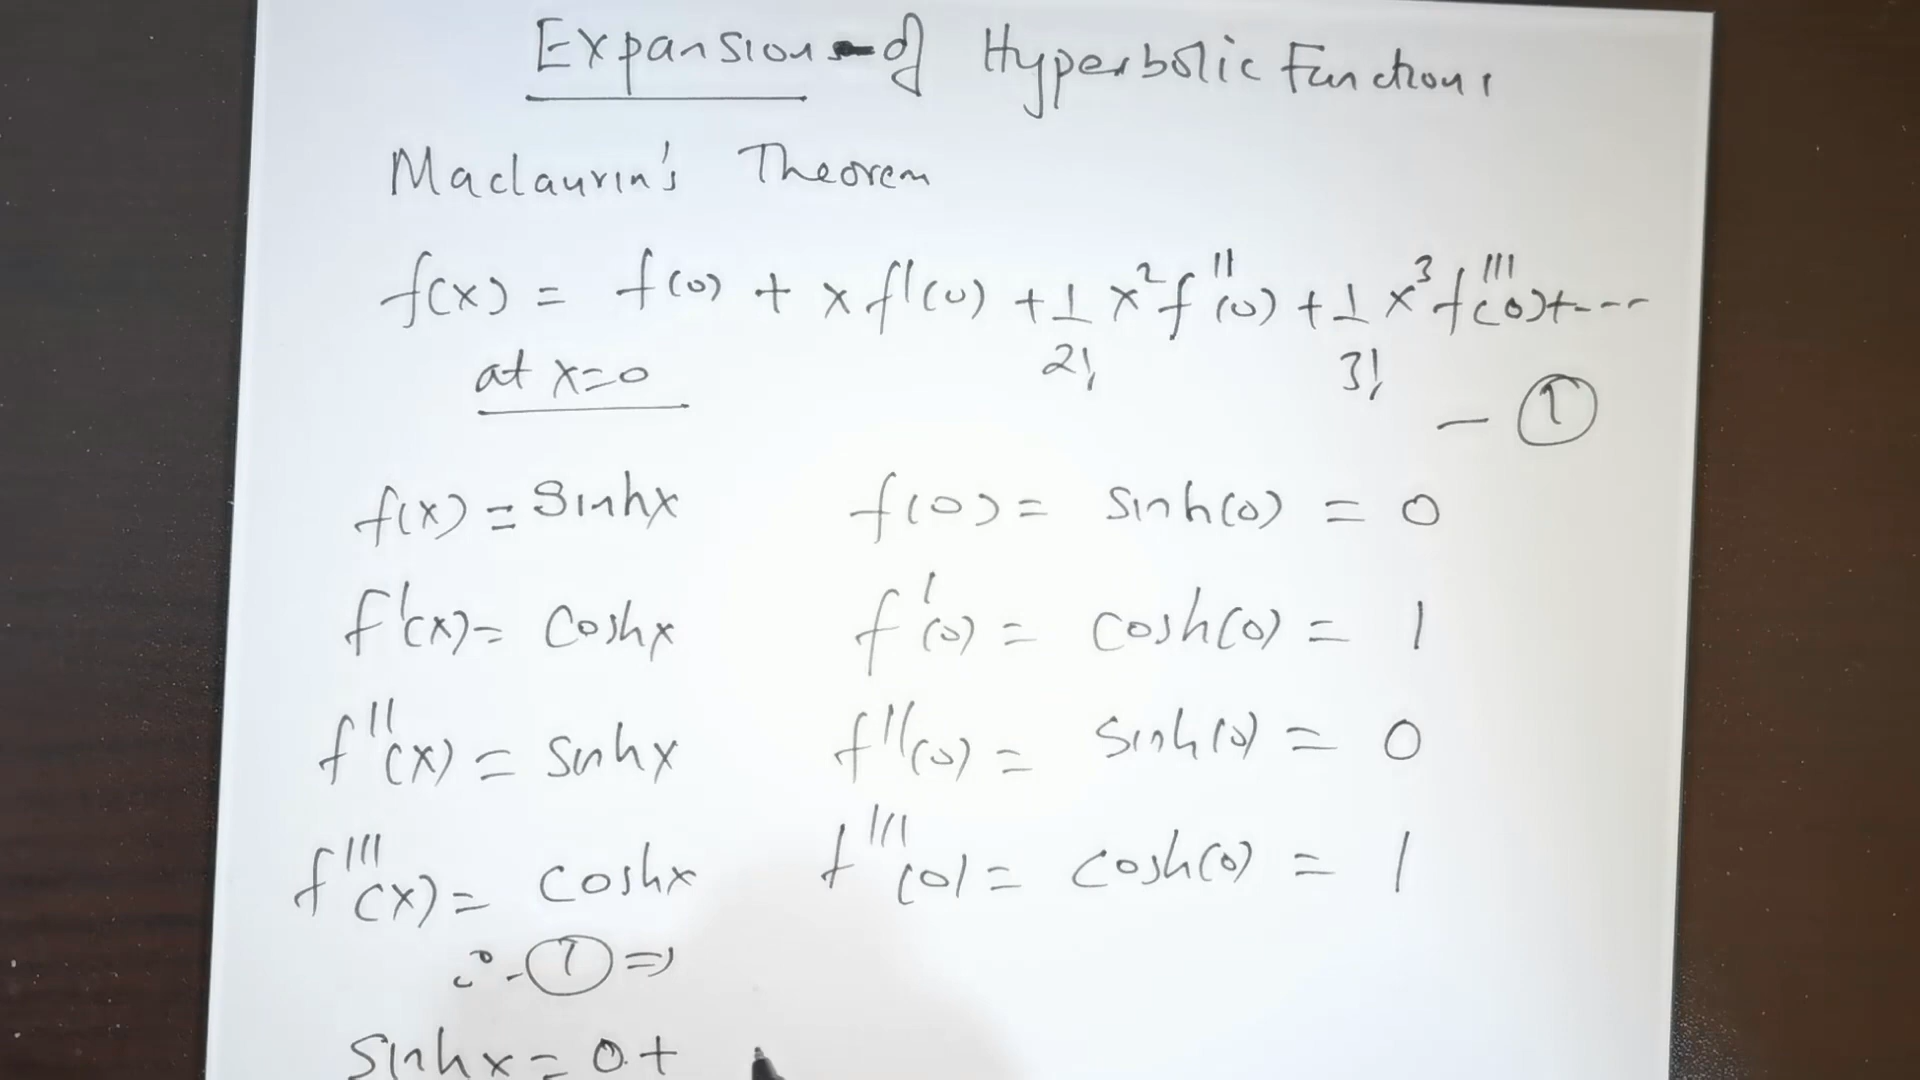 Expansion of Hyperbolic Functions
Maclaurin's Theorem
f(x) = f(0) + x f'(0) + 1/2! x² f''(0) + 1/3! x³ f'''(0) + ---
at x=0
— ①
f(x) = Sinhx f(0) = sinh(0) = 0
f'(x) = Coshx f'(0) = cosh(0) = 1
f''(x) = sinhx f''(0) = sinh(0) = 0
f'''(x) = coshx f'''(0) = cosh(0) = 1
∴ - ① ⇒
Sinhx = 0 +